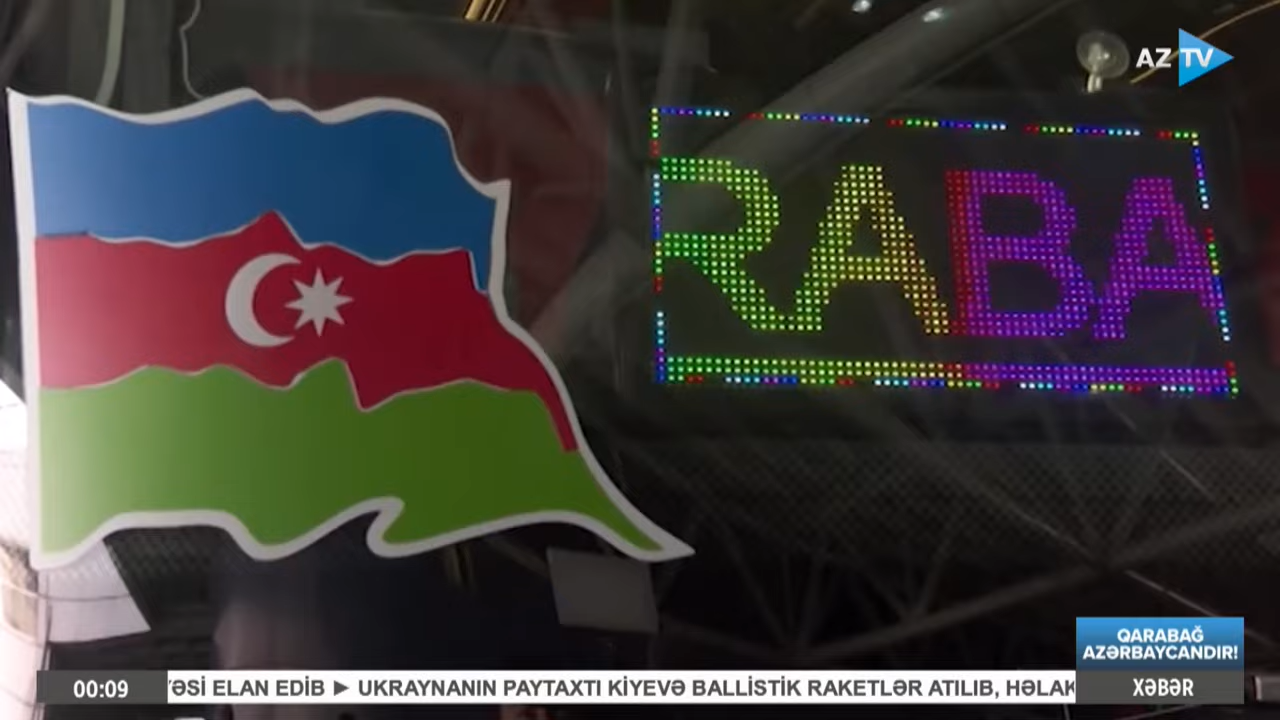 AZ TV
RABA
QARABAĞ
AZƏRBAYCANDIR!
00:09
ƏSİ ELAN EDİB ► UKRAYNANIN PAYTAXTI KİYEVƏ BALLİSTİK RAKETLƏR ATILIB, HƏLAK
XƏBƏR